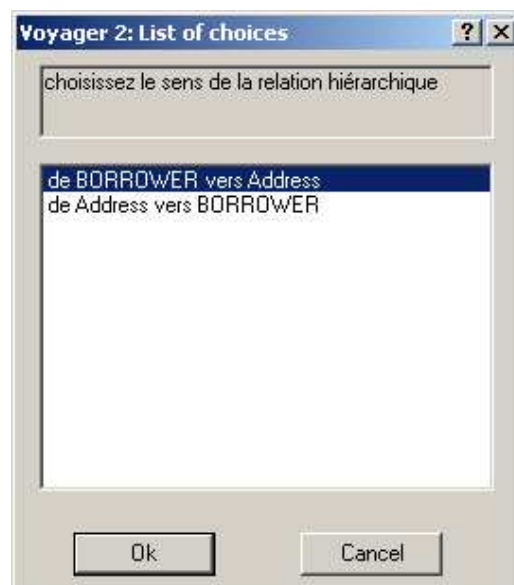 Voyager 2: List of choices
choisissez le sens de la relation hiérarchique
de BORROWER vers Address
de Address vers BORROWER
Ok
Cancel